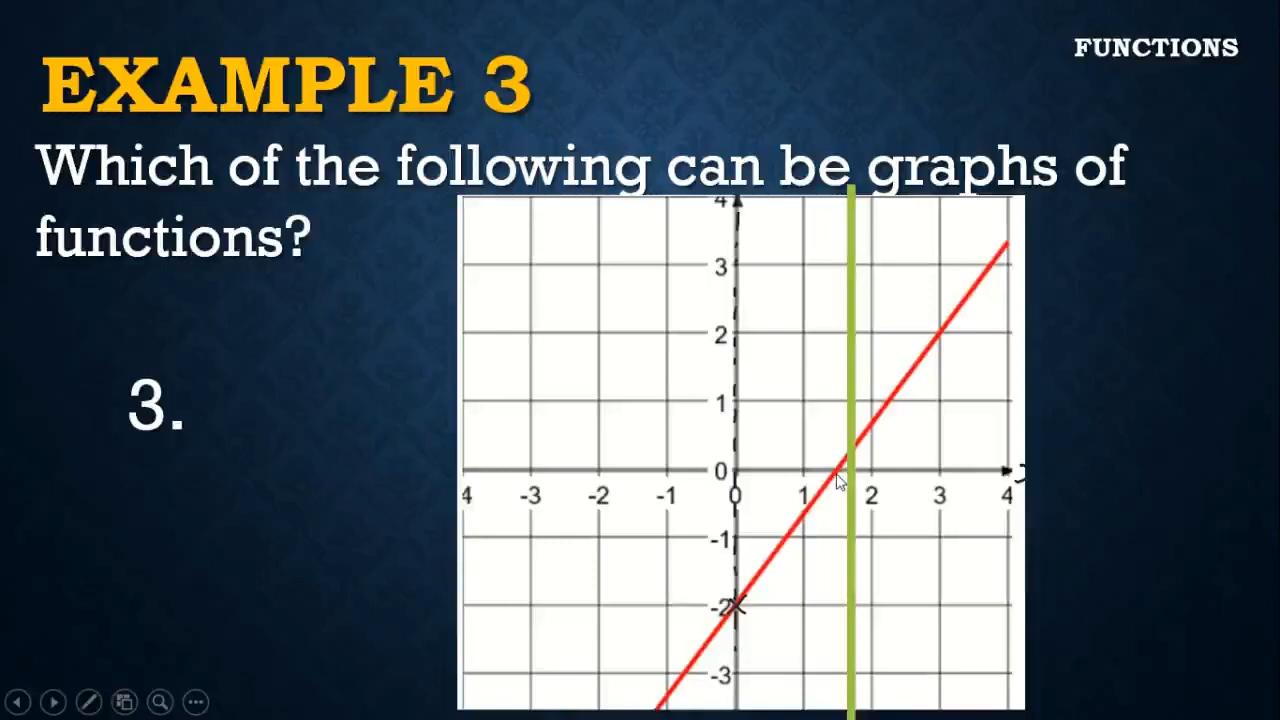 FUNCTIONS
EXAMPLE 3
Which of the following can be graphs of
functions?
3.
4
3
2
1
0
4 -3 -2 -1 0 1 2 3 4
-1
-2
-3